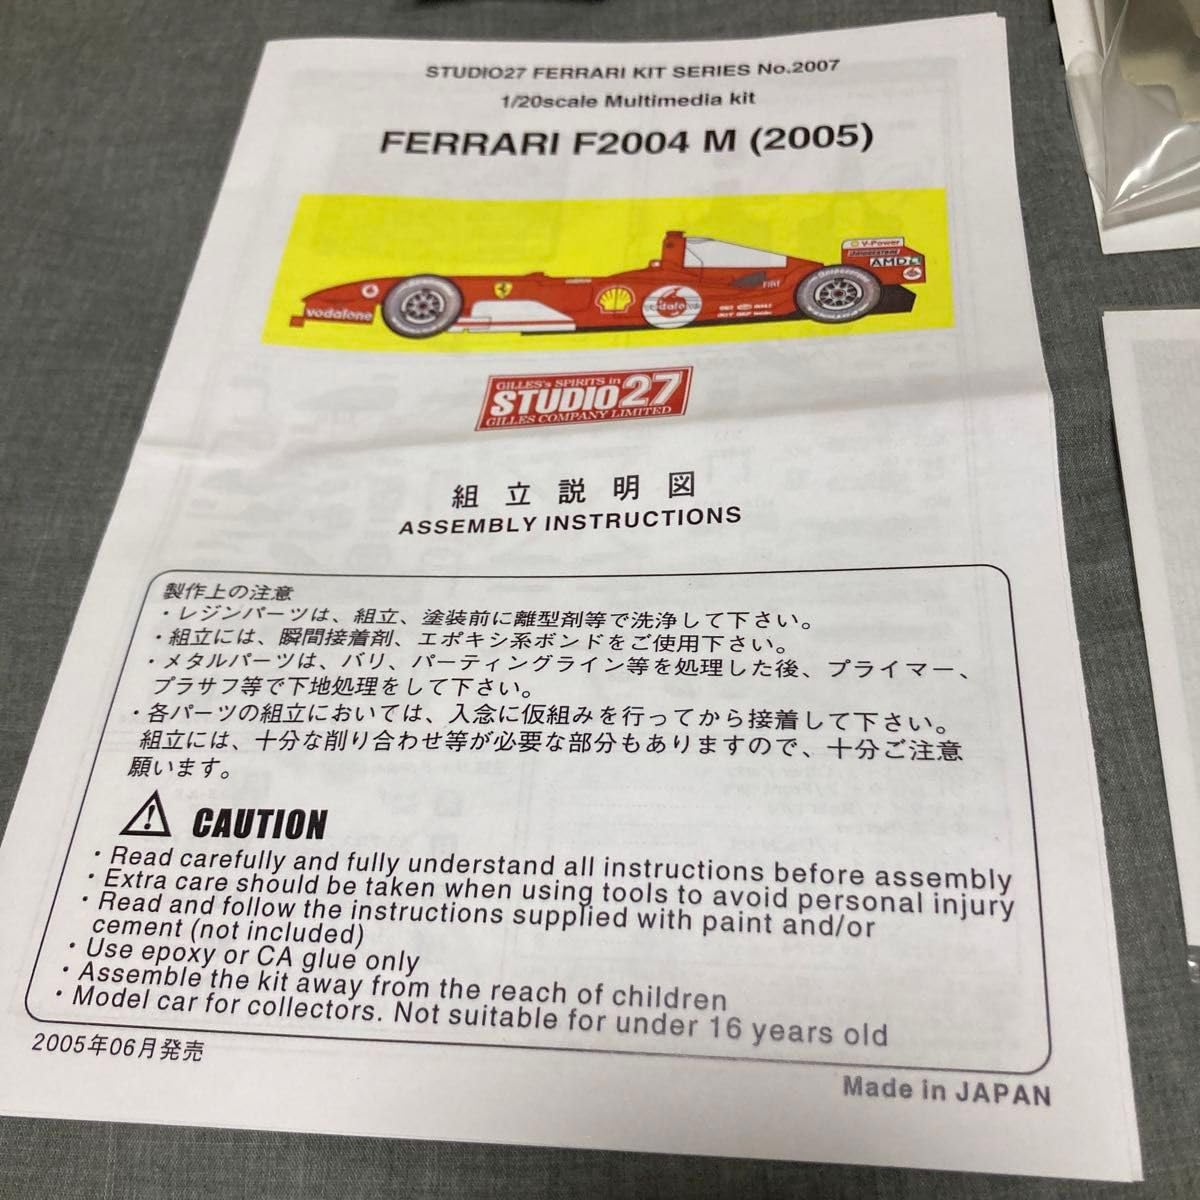 STUDIO27 FERRARI KIT SERIES No.2007
1/20scale Multimedia kit
FERRARI F2004 M (2005)
V-Power
BRIDGESTONE
AMD
FIAT
vodafone
vodafone
GILLES's SPIRITS in
STUDIO27
GILLES COMPANY LIMITED
組立説明図
ASSEMBLY INSTRUCTIONS
製作上の注意
・レジンパーツは、組立、塗装前に離型剤等で洗浄して下さい。
・組立には、瞬間接着剤、エポキシ系ボンドをご使用下さい。
・メタルパーツは、バリ、パーティングライン等を処理した後、プライマー、
プラサフ等で下地処理をして下さい。
・各パーツの組立においては、入念に仮組みを行ってから接着して下さい。
組立には、十分な削り合わせ等が必要な部分もありますので、十分ご注意
願います。
CAUTION
・Read carefully and fully understand all instructions before assembly
・Extra care should be taken when using tools to avoid personal injury
・Read and follow the instructions supplied with paint and/or
cement (not included)
・Use epoxy or CA glue only
・Assemble the kit away from the reach of children
・Model car for collectors. Not suitable for under 16 years old
2005年06月発売
Made in JAPAN